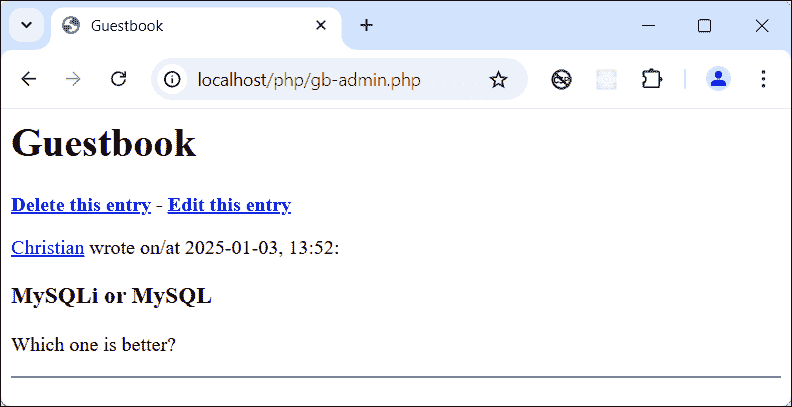 Guestbook
localhost/php/gb-admin.php
Guestbook
Delete this entry - Edit this entry
Christian wrote on/at 2025-01-03, 13:52:
MySQLi or MySQL
Which one is better?